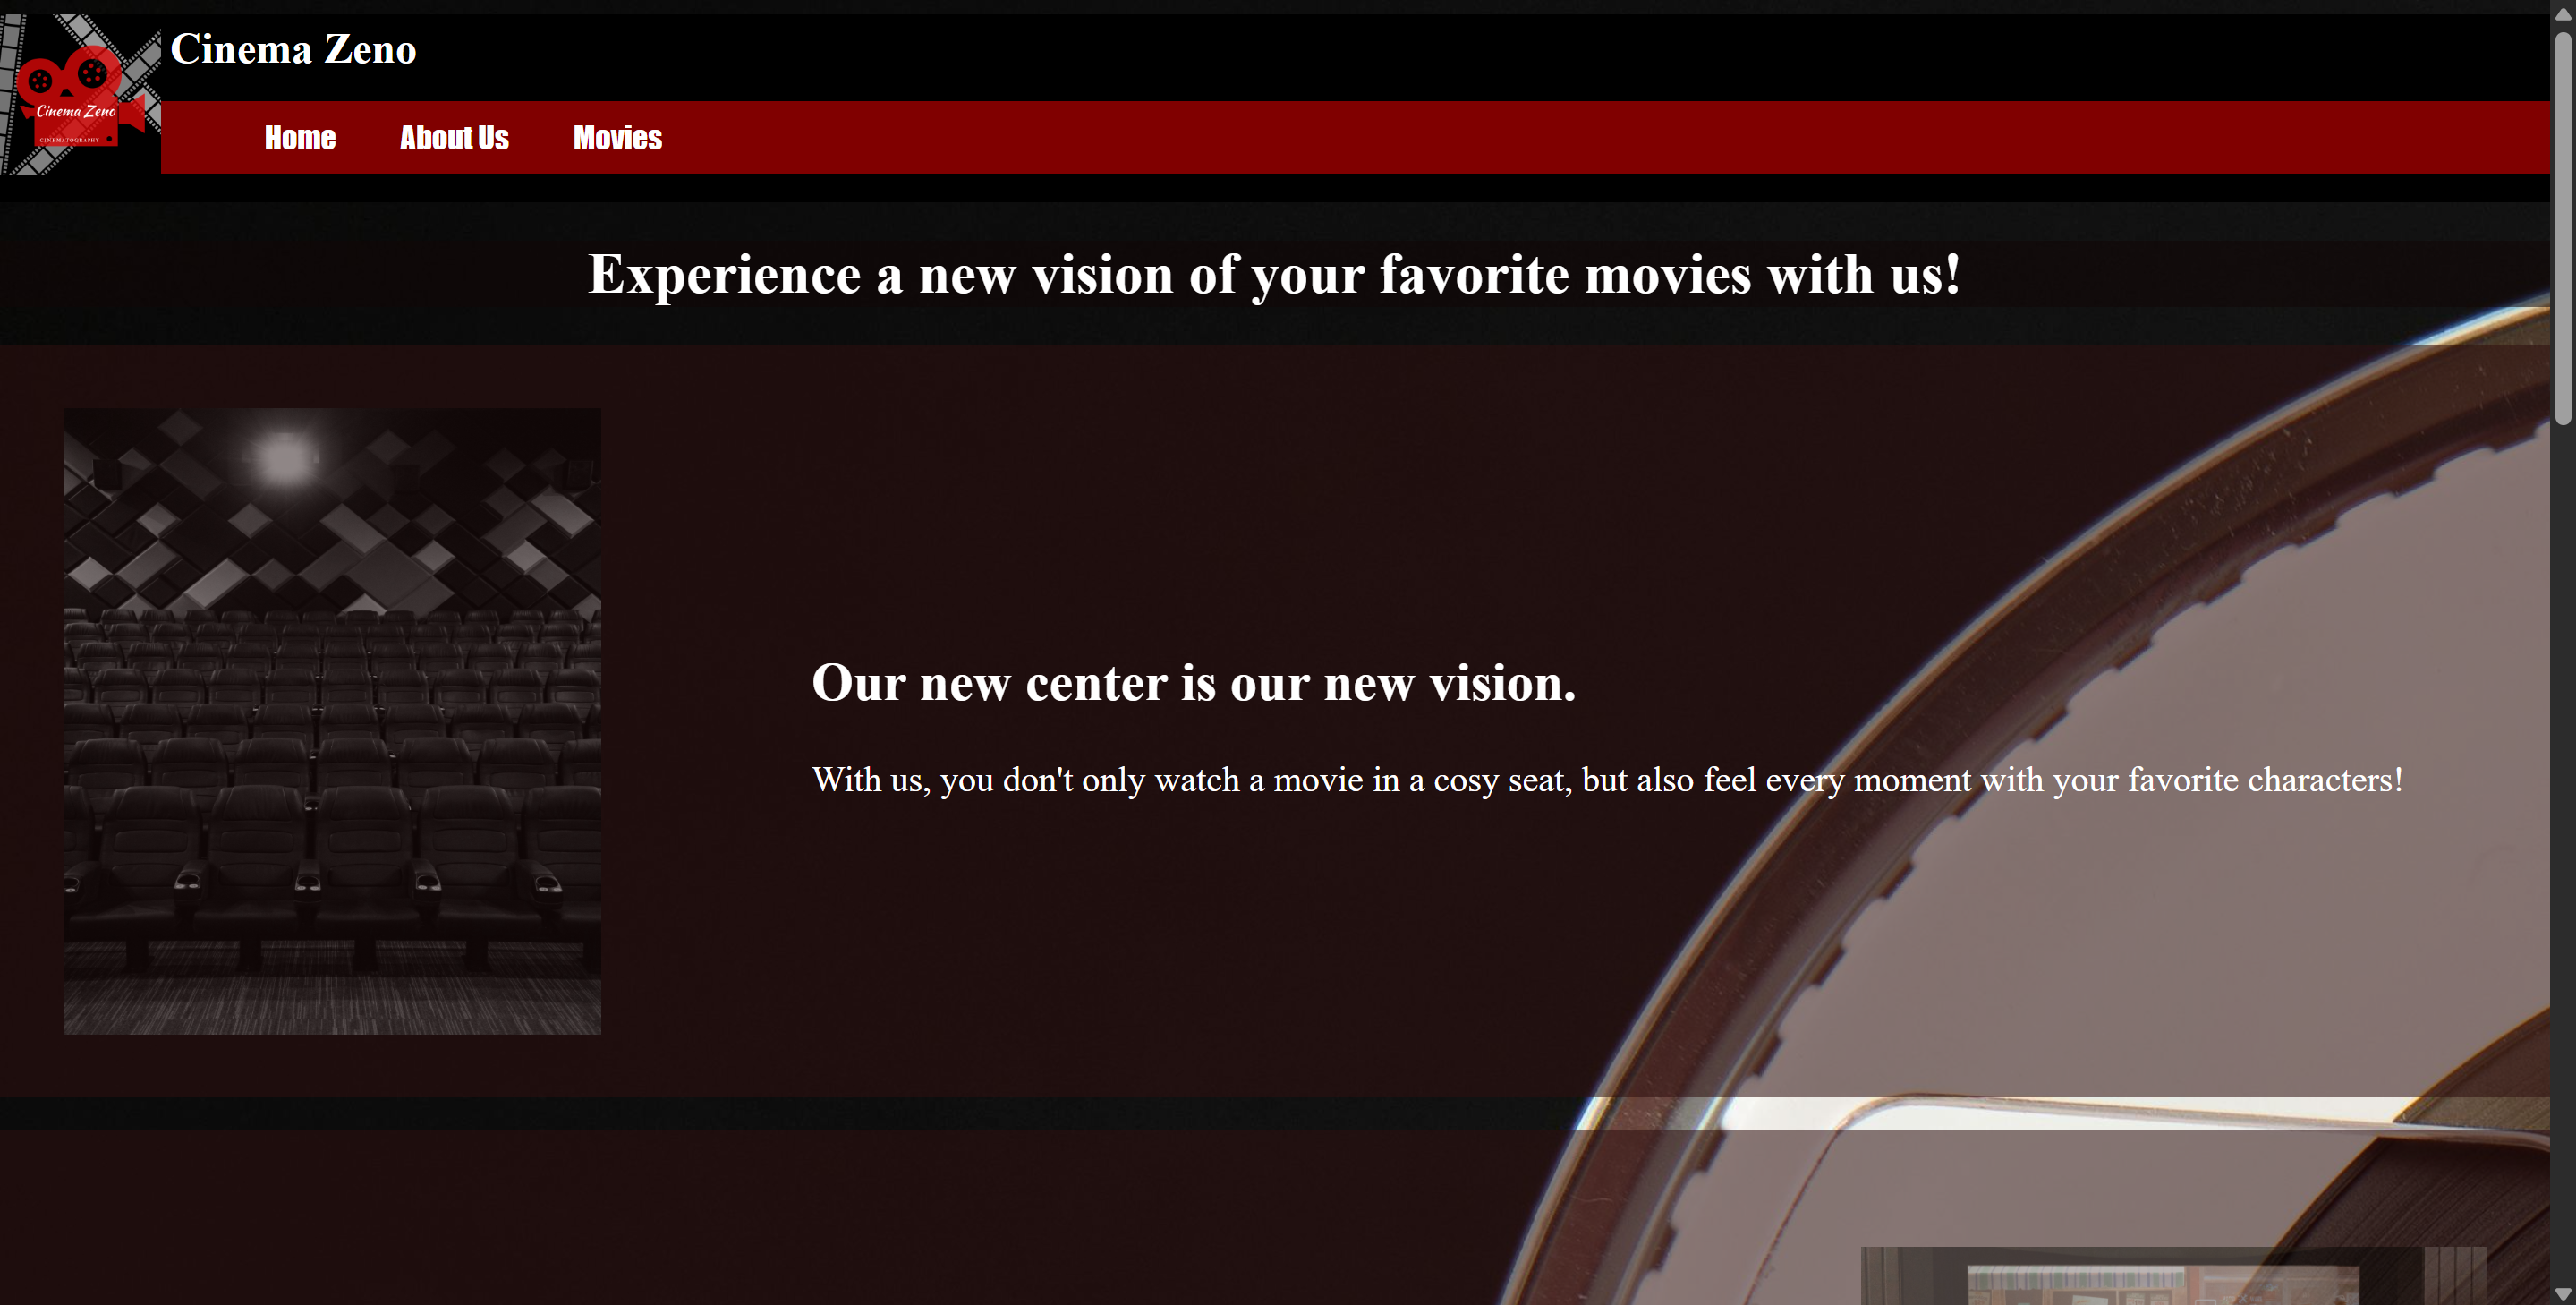 Cinema Zeno
Cinema Zeno
CINEMATOGRAPHY
Home About Us Movies
Experience a new vision of your favorite movies with us!
Our new center is our new vision.
With us, you don't only watch a movie in a cosy seat, but also feel every moment with your favorite characters!